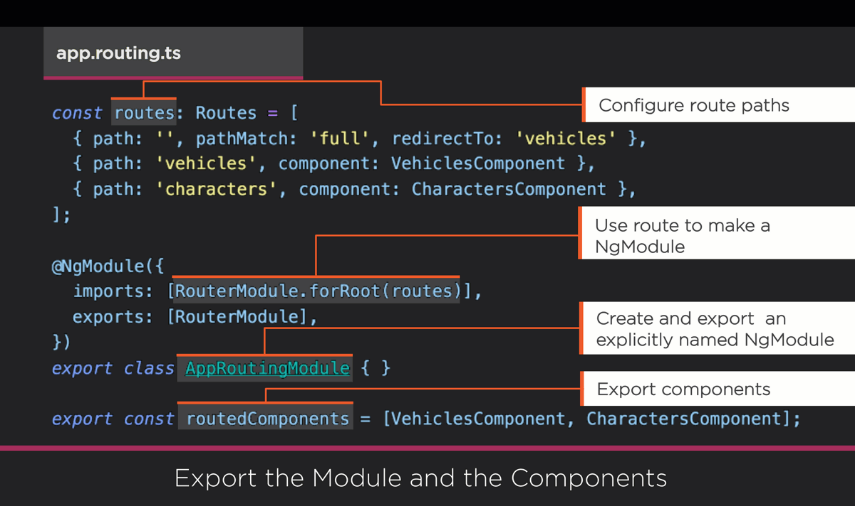 app.routing.ts
const routes: Routes = [
{ path: '', pathMatch: 'full', redirectTo: 'vehicles' },
{ path: 'vehicles', component: VehiclesComponent },
{ path: 'characters', component: CharactersComponent },
];
@NgModule({
imports: [RouterModule.forRoot(routes)],
exports: [RouterModule],
})
export class AppRoutingModule { }
export const routedComponents = [VehiclesComponent, CharactersComponent];
Configure route paths
Use route to make a
NgModule
Create and export an
explicitly named NgModule
Export components
Export the Module and the Components